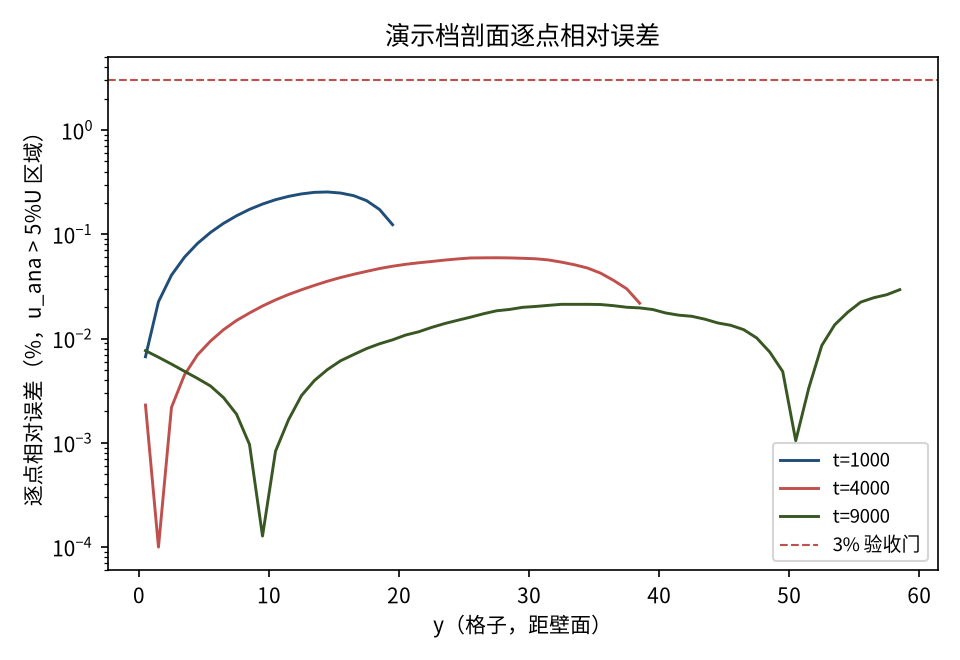 演示档剖面逐点相对误差
逐点相对误差（%，u_ana > 5%U 区域）
10⁰
10⁻¹
10⁻²
10⁻³
10⁻⁴
t=1000
t=4000
t=9000
3% 验收门
0 10 20 30 40 50 60
y（格子，距壁面）